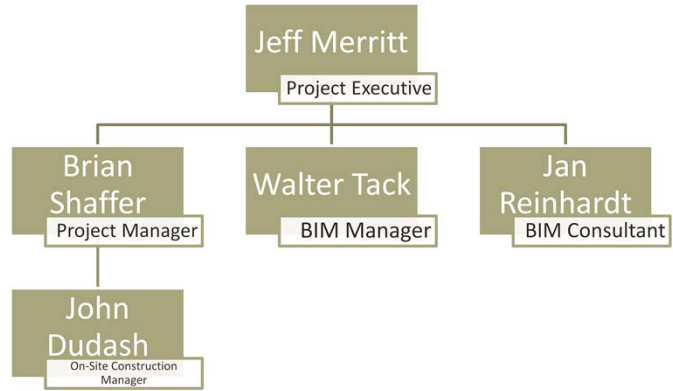 Jeff Merritt
Project Executive
Brian
Shaffer
Project Manager
Walter Tack
BIM Manager
Jan
Reinhardt
BIM Consultant
John
Dudash
On-Site Construction
Manager